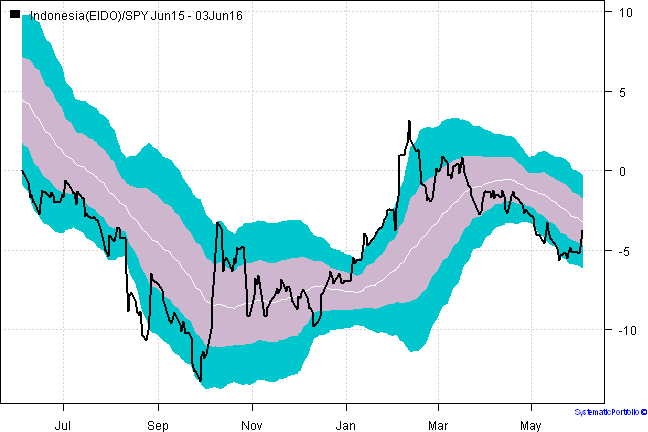 Indonesia(EIDO)/SPY Jun15 - 03Jun16
10
5
0
-5
-10
Jul Sep Nov Jan Mar May
SystematicPortfolio ©